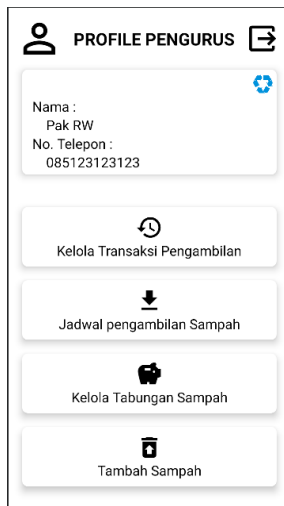 PROFILE PENGURUS
Nama :
Pak RW
No. Telepon :
085123123123
Kelola Transaksi Pengambilan
Jadwal pengambilan Sampah
Kelola Tabungan Sampah
Tambah Sampah